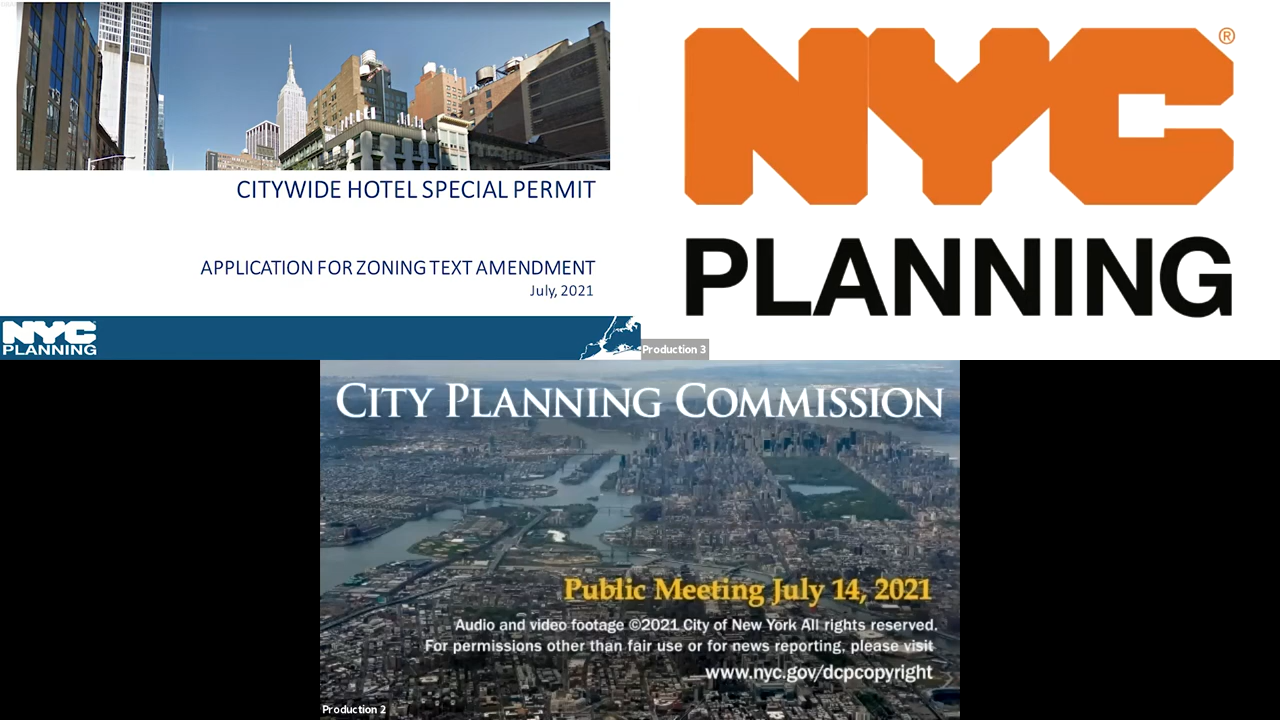 CITYWIDE HOTEL SPECIAL PERMIT
APPLICATION FOR ZONING TEXT AMENDMENT
July, 2021
NYC
PLANNING
NYC®
PLANNING
Production 3
CITY PLANNING COMMISSION
Public Meeting July 14, 2021
Audio and video footage ©2021 City of New York All rights reserved.
For permissions other than fair use or for news reporting, please visit
www.nyc.gov/dcpcopyright
Production 2